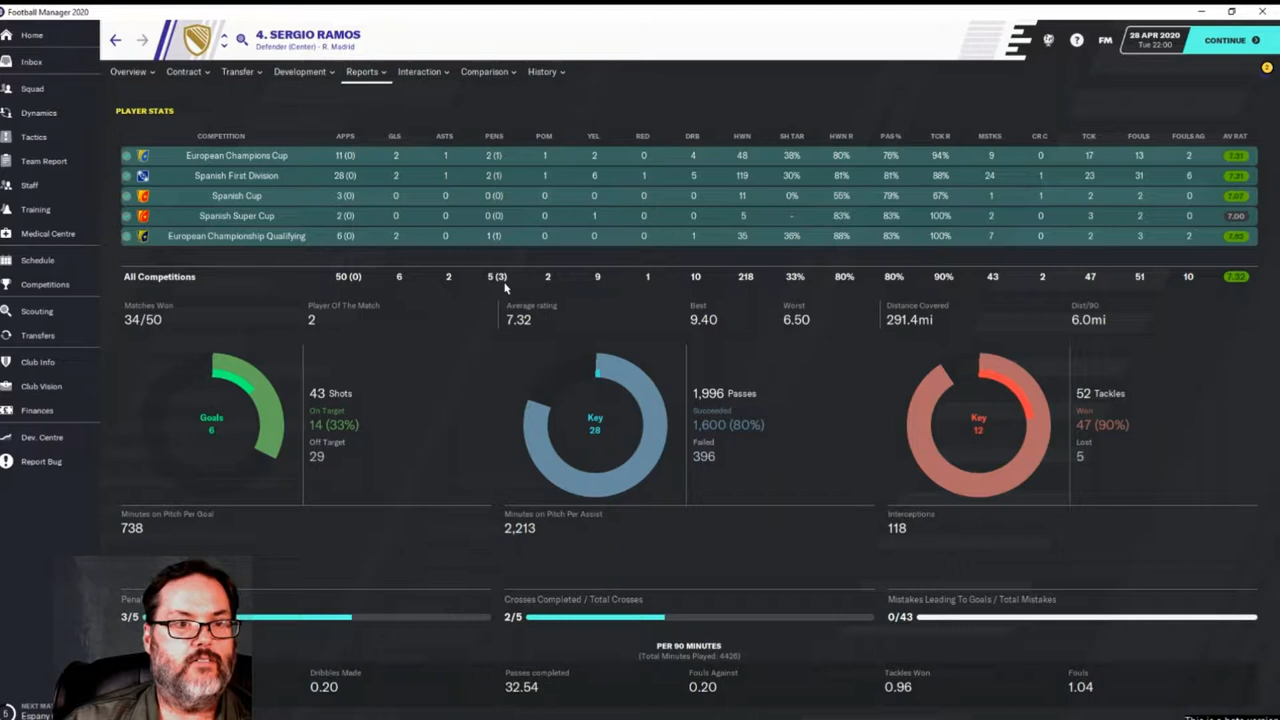 Football Manager 2020
4. SERGIO RAMOS
Defender (Center) - R. Madrid
FM
28 APR 2020
Tue 22:00
CONTINUE
2
Home
Inbox
Squad
Dynamics
Tactics
Team Report
Staff
Training
Medical Centre
Schedule
Competitions
Scouting
Transfers
Club Info
Club Vision
Finances
Dev. Centre
Report Bug
Overview Contract Transfer Development Reports Interaction Comparison History
PLAYER STATS
COMPETITION APPS GLS ASTS PENS POM YEL RED DRB HWN SH TAR HWN R PAS% TCK R MSTKS CR C TCK FOULS FOULS AG AV RAT
European Champions Cup 11 (0) 2 1 2 (1) 1 2 0 4 48 38% 80% 76% 94% 9 0 17 13 2 7.31
Spanish First Division 28 (0) 2 1 2 (1) 1 6 1 5 119 30% 81% 81% 88% 24 1 23 31 6 7.31
Spanish Cup 3 (0) 0 0 0 (0) 0 0 0 0 11 0% 55% 79% 67% 1 1 2 2 0 7.07
Spanish Super Cup 2 (0) 0 0 0 (0) 0 1 0 0 5 - 83% 83% 100% 2 0 3 2 0 7.00
European Championship Qualifying 6 (0) 2 0 1 (1) 0 0 0 1 35 36% 88% 83% 100% 7 0 2 3 2
All Competitions 50 (0) 6 2 5 (3) 2 9 1 10 218 33% 80% 80% 90% 43 2 47 51 10 7.32
Matches Won
34/50
Player Of The Match
2
Average rating
7.32
Best
9.40
Worst
6.50
Distance Covered
291.4mi
Dist/90
6.0mi
Goals
6
43 Shots
On Target
14 (33%)
Off Target
29
Key
28
1,996 Passes
Succeeded
1,600 (80%)
Failed
396
Key
12
52 Tackles
Won
47 (90%)
Lost
5
Minutes on Pitch Per Goal
738
Minutes on Pitch Per Assist
2,213
Interceptions
118
3/5
Crosses Completed / Total Crosses
2/5
Mistakes Leading To Goals / Total Mistakes
0/43
PER 90 MINUTES
(Total Minutes Played: 4426)
Dribbles Made
0.20
Passes completed
32.54
Fouls Against
0.20
Tackles Won
0.96
Fouls
1.04
5
NEXT MA
Espany